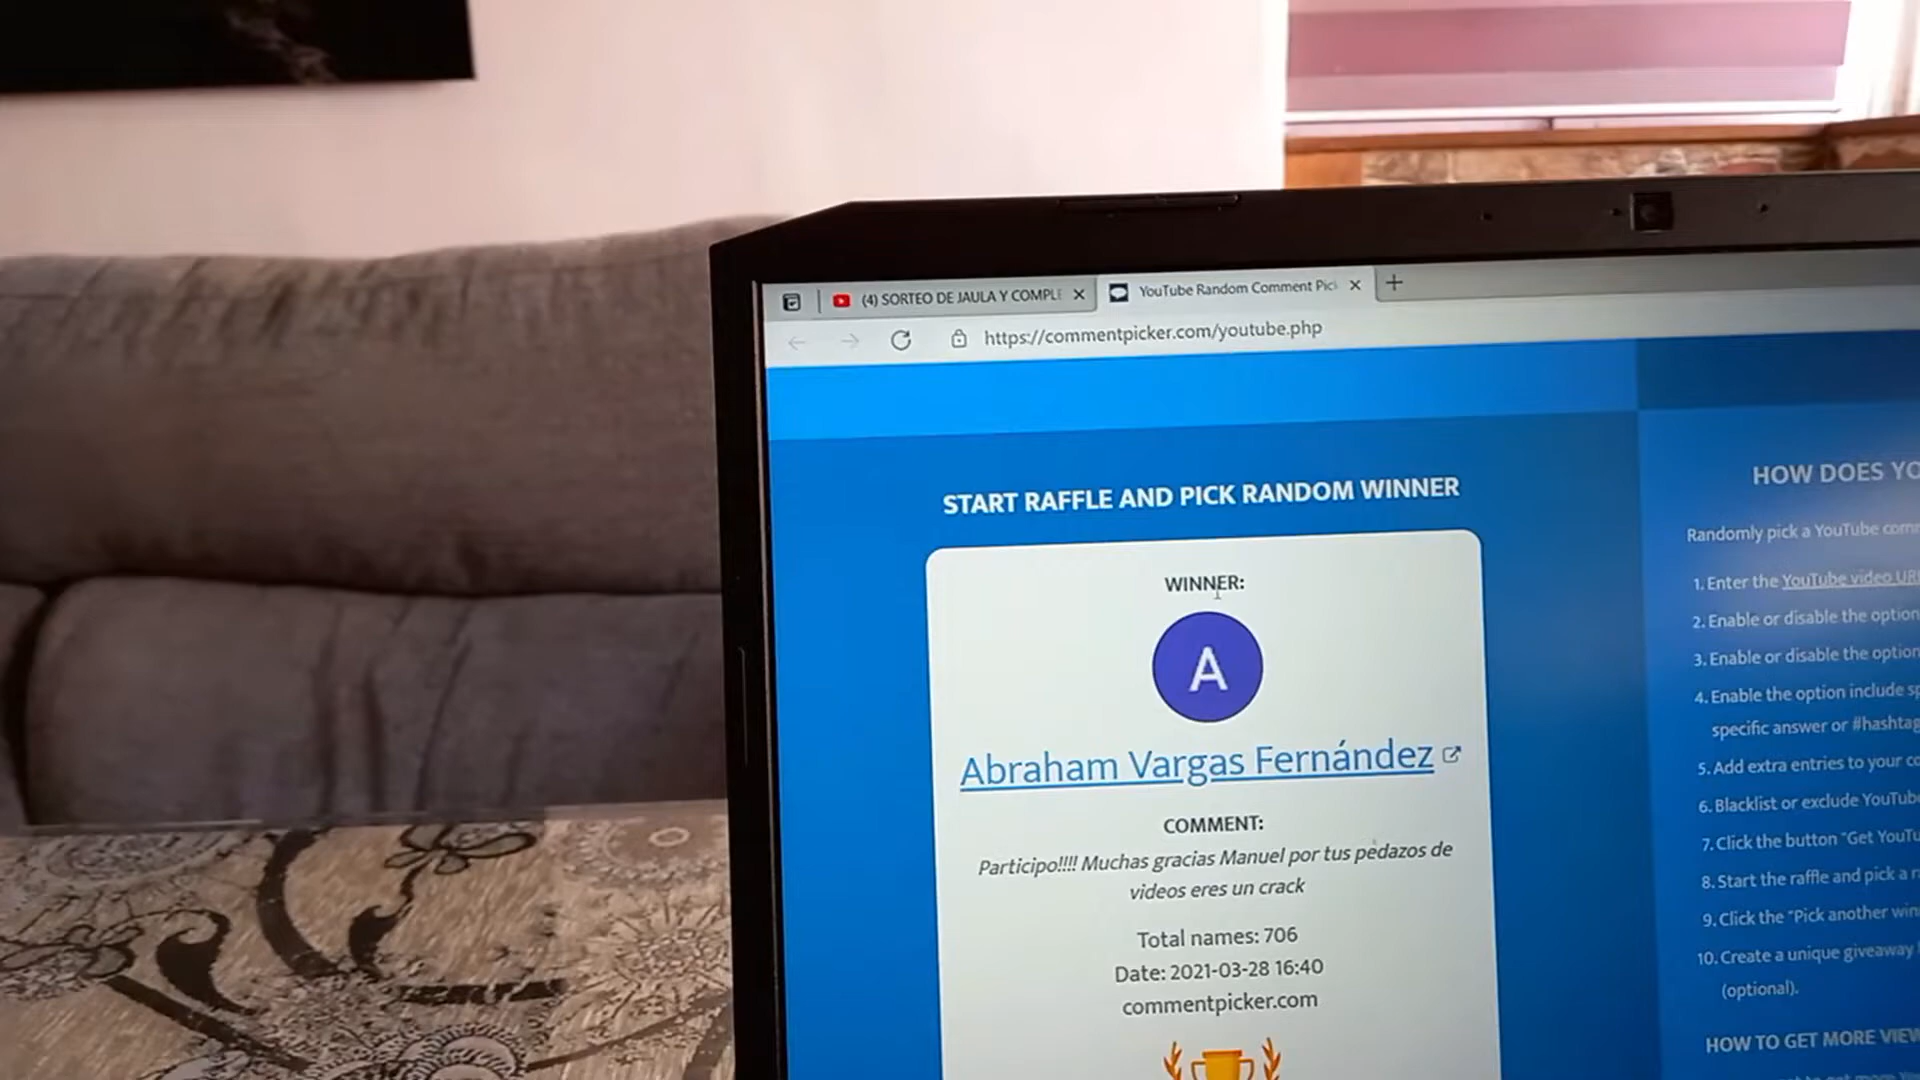 (4) SORTEO DE JAULA Y COMPLE
YouTube Random Comment Pic
https://commentpicker.com/youtube.php
START RAFFLE AND PICK RANDOM WINNER
WINNER:
A
Abraham Vargas Fernández
COMMENT:
Participo!!!! Muchas gracias Manuel por tus pedazos de
videos eres un crack
Total names: 706
Date: 2021-03-28 16:40
commentpicker.com
HOW DOES YO
Randomly pick a YouTube com
1. Enter the YouTube video UR
2. Enable or disable the option
3. Enable or disable the option
4. Enable the option include sp
specific answer or #hashtag
5. Add extra entries to your co
6. Blacklist or exclude YouTube
7. Click the button "Get YouTu
8. Start the raffle and pick a r
9. Click the "Pick another win
10. Create a unique giveaway
(optional).
HOW TO GET MORE VIEW